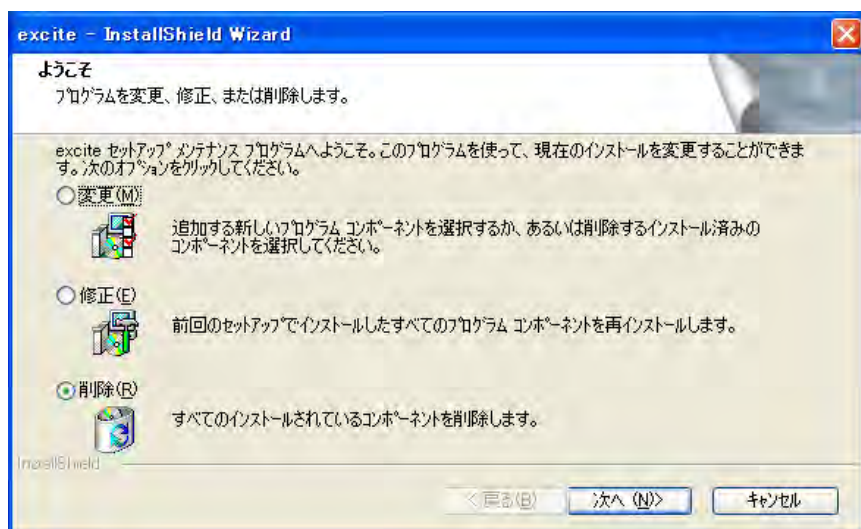 excite - InstallShield Wizard
ようこそ
プログラムを変更、修正、または削除します。
excite セットアップ メンテナンス プログラムへようこそ。このプログラムを使って、現在のインストールを変更することができま
す。次のオプションをクリックしてください。
変更(M)
追加する新しいプログラム コンポーネントを選択するか、あるいは削除するインストール済みの
コンポーネントを選択してください。
修正(E)
前回のセットアップでインストールしたすべてのプログラム コンポーネントを再インストールします。
削除(R)
すべてのインストールされているコンポーネントを削除します。
InstallShield
< 戻る(B)
次へ (N)>
キャンセル